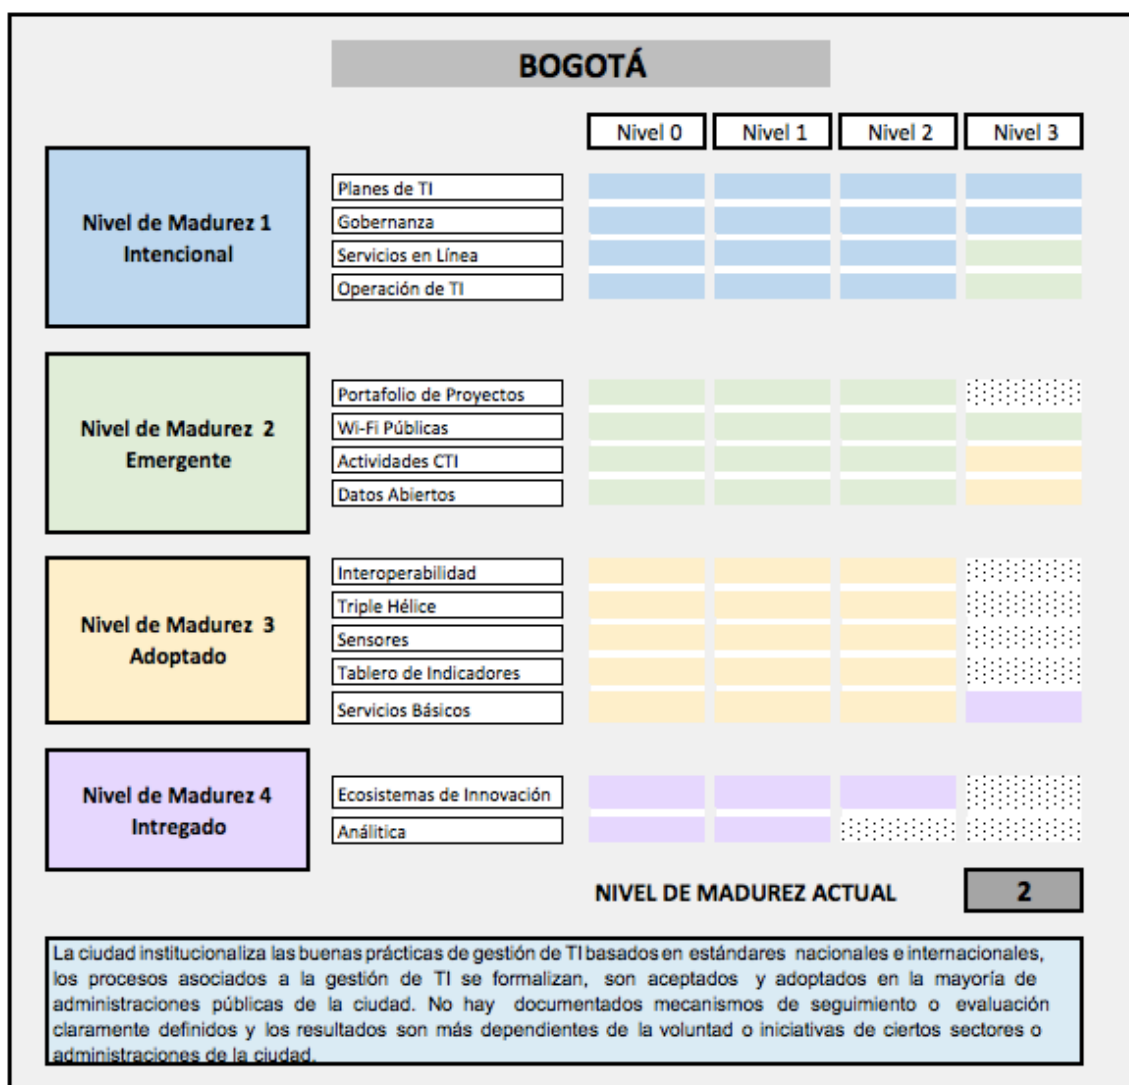 BOGOTÁ
Nivel 0 Nivel 1 Nivel 2 Nivel 3
Nivel de Madurez 1
Intencional
Planes de TI
Gobernanza
Servicios en Línea
Operación de TI
Nivel de Madurez 2
Emergente
Portafolio de Proyectos
Wi-Fi Públicas
Actividades CTI
Datos Abiertos
Nivel de Madurez 3
Adoptado
Interoperabilidad
Triple Hélice
Sensores
Tablero de Indicadores
Servicios Básicos
Nivel de Madurez 4
Intregado
Ecosistemas de Innovación
Análitica
NIVEL DE MADUREZ ACTUAL 2
La ciudad institucionaliza las buenas prácticas de gestión de TI basados en estándares nacionales e internacionales,
los procesos asociados a la gestión de TI se formalizan, son aceptados y adoptados en la mayoría de
administraciones públicas de la ciudad. No hay documentados mecanismos de seguimiento o evaluación
claramente definidos y los resultados son más dependientes de la voluntad o iniciativas de ciertos sectores o
administraciones de la ciudad.